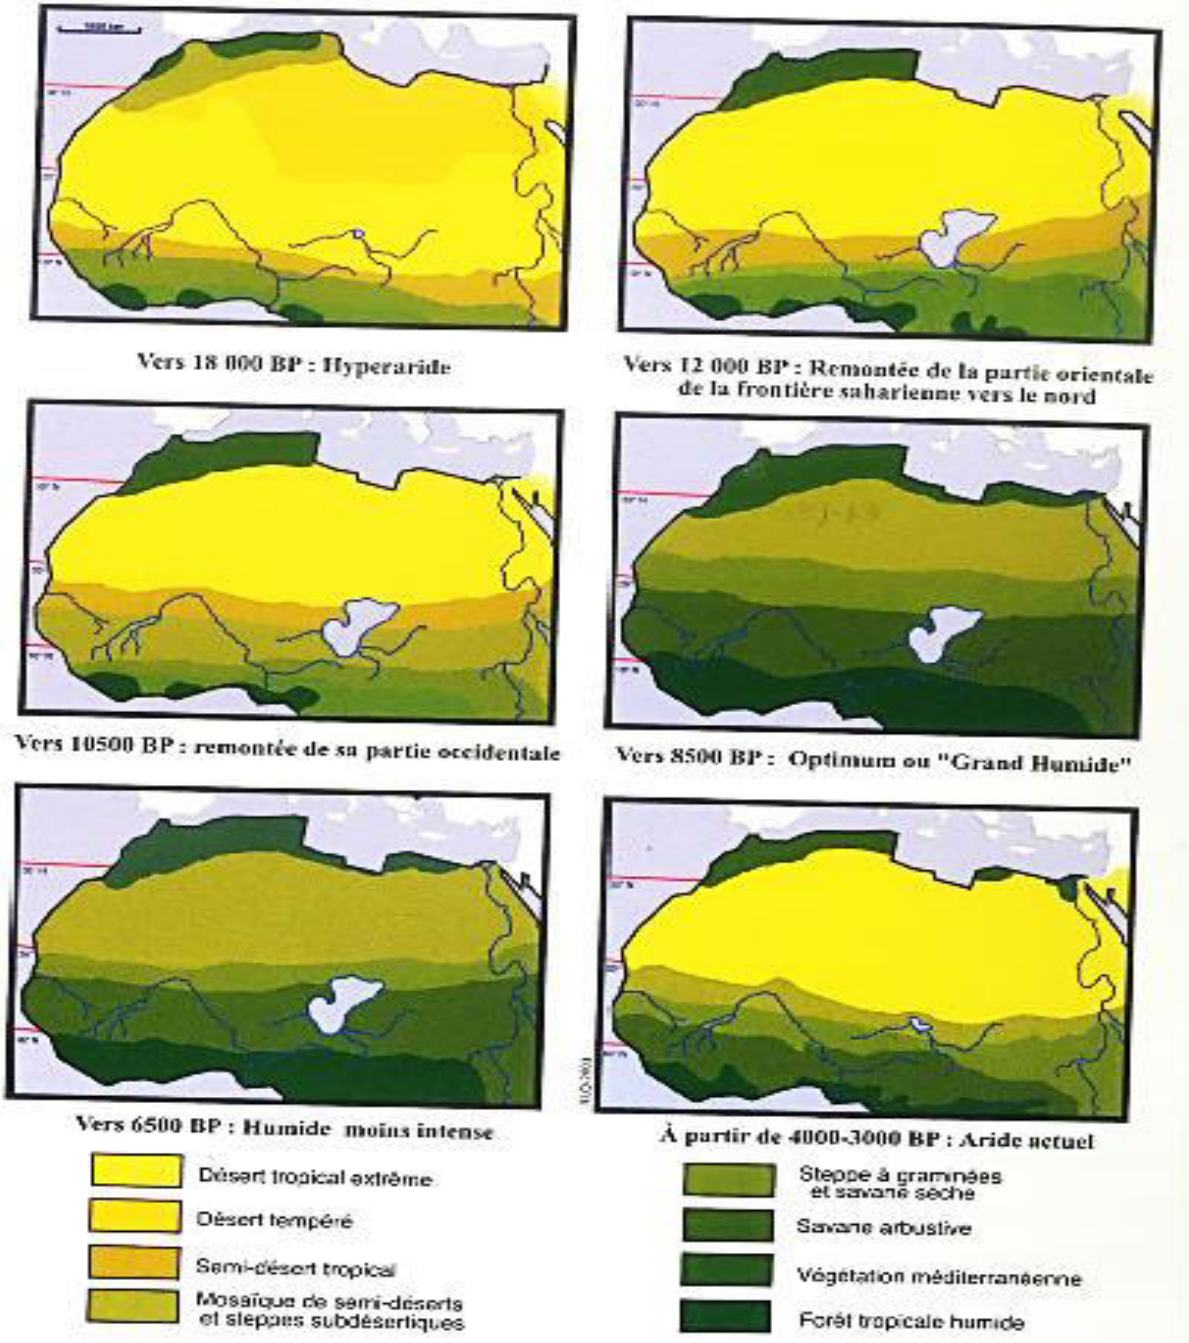 Vers 18 000 BP : Hyperaride
Vers 12 000 BP : Remontée de la partie orientale
de la frontière saharienne vers le nord
Vers 10500 BP : remontée de sa partie occidentale
Vers 8500 BP : Optimum ou "Grand Humide"
Vers 6500 BP : Humide moins intense
À partir de 4000-3000 BP : Aride actuel
Désert tropical extrême
Désert tempéré
Semi-désert tropical
Mosaïque de semi-déserts
et steppes subdésertiques
Steppe à graminées
et savane sèche
Savane arbustive
Végétation méditerranéenne
Forêt tropicale humide